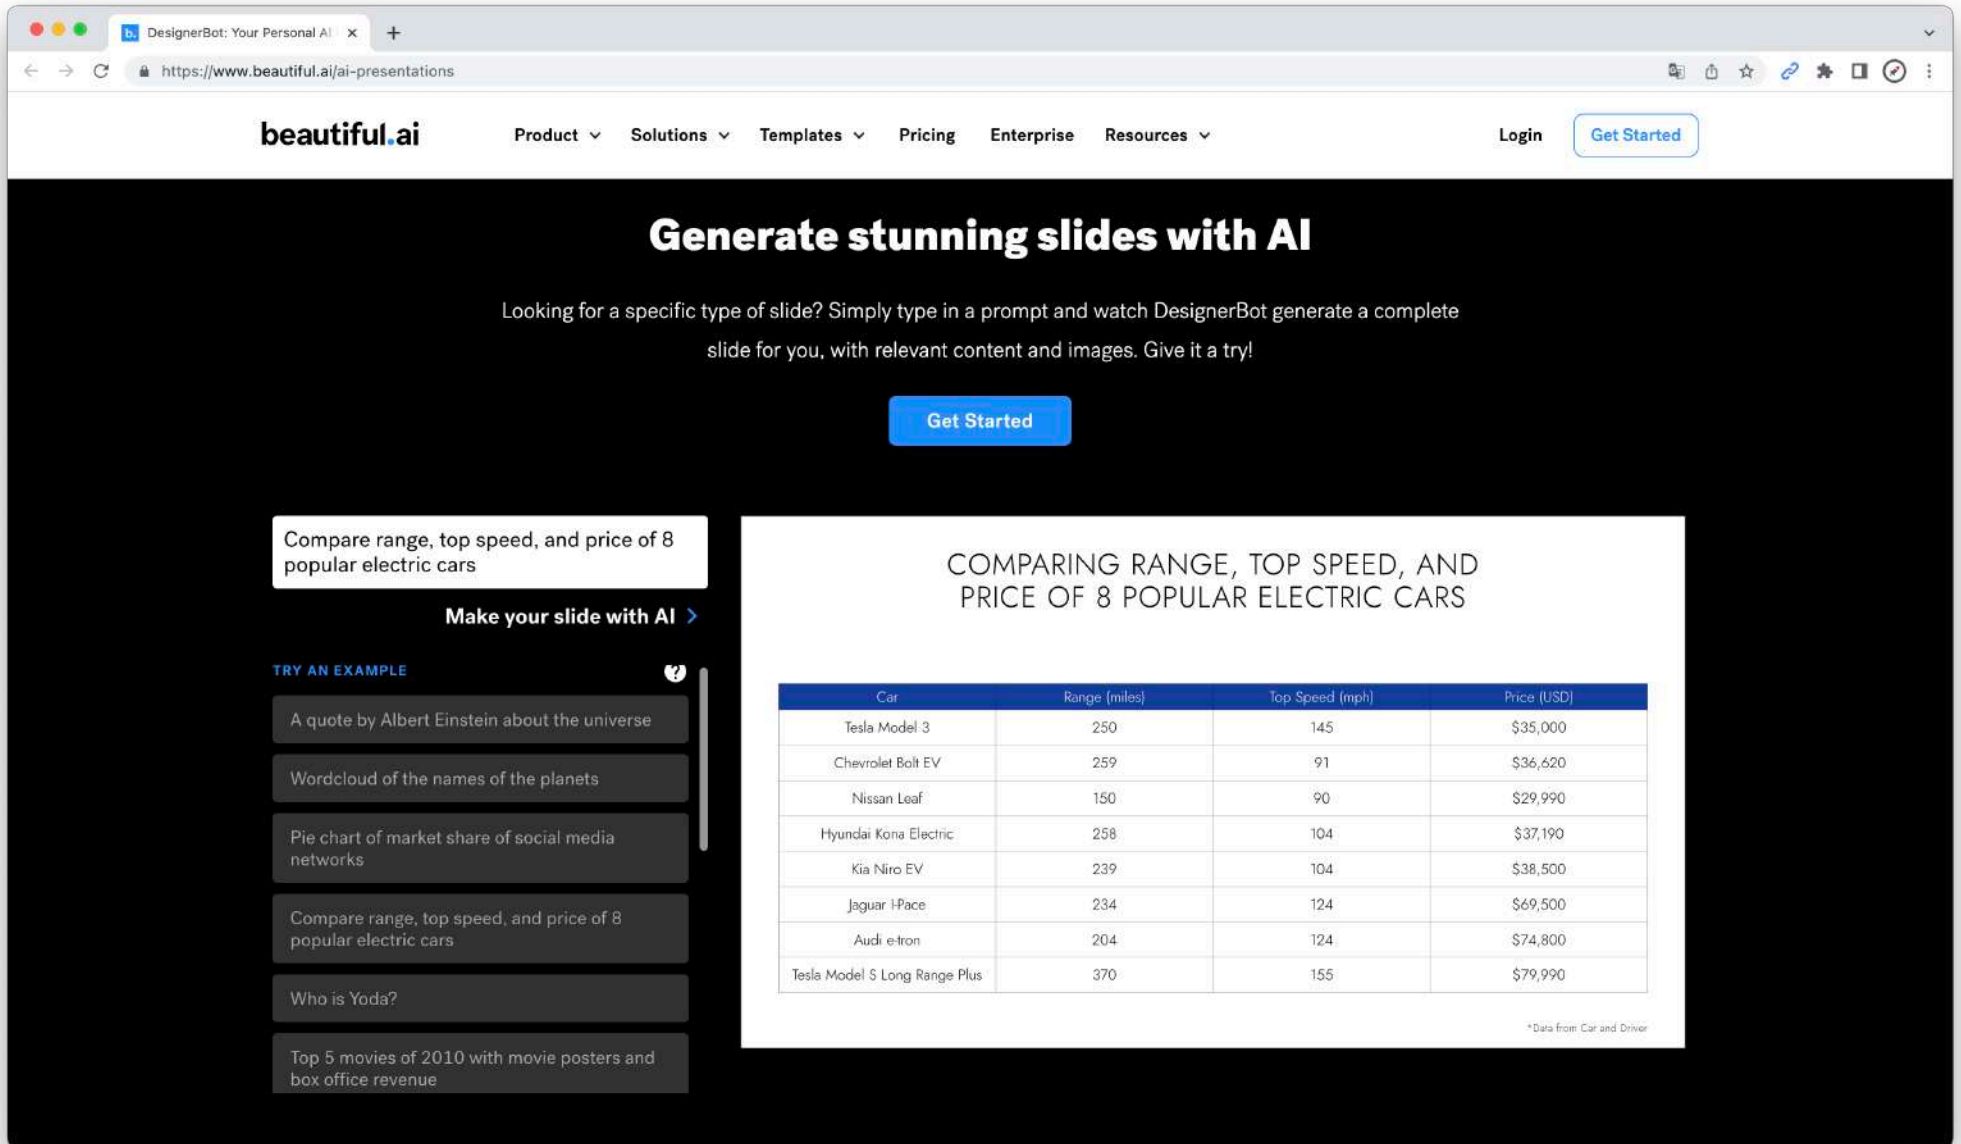 DesignerBot: Your Personal AI
https://www.beautiful.ai/ai-presentations
beautiful.ai
Product
Solutions
Templates
Pricing
Enterprise
Resources
Login
Get Started
Generate stunning slides with AI
Looking for a specific type of slide? Simply type in a prompt and watch DesignerBot generate a complete
slide for you, with relevant content and images. Give it a try!
Get Started
Compare range, top speed, and price of 8
popular electric cars
Make your slide with AI
TRY AN EXAMPLE
?
A quote by Albert Einstein about the universe
Wordcloud of the names of the planets
Pie chart of market share of social media
networks
Compare range, top speed, and price of 8
popular electric cars
Who is Yoda?
Top 5 movies of 2010 with movie posters and
box office revenue
COMPARING RANGE, TOP SPEED, AND
PRICE OF 8 POPULAR ELECTRIC CARS
Car Range (miles) Top Speed (mph) Price (USD)
Tesla Model 3 250 145 $35,000
Chevrolet Bolt EV 259 91 $36,620
Nissan Leaf 150 90 $29,990
Hyundai Kona Electric 258 104 $37,190
Kia Niro EV 239 104 $38,500
Jaguar I-Pace 234 124 $69,500
Audi e-tron 204 124 $74,800
Tesla Model S Long Range Plus 370 155 $79,990
*Data from Car and Driver